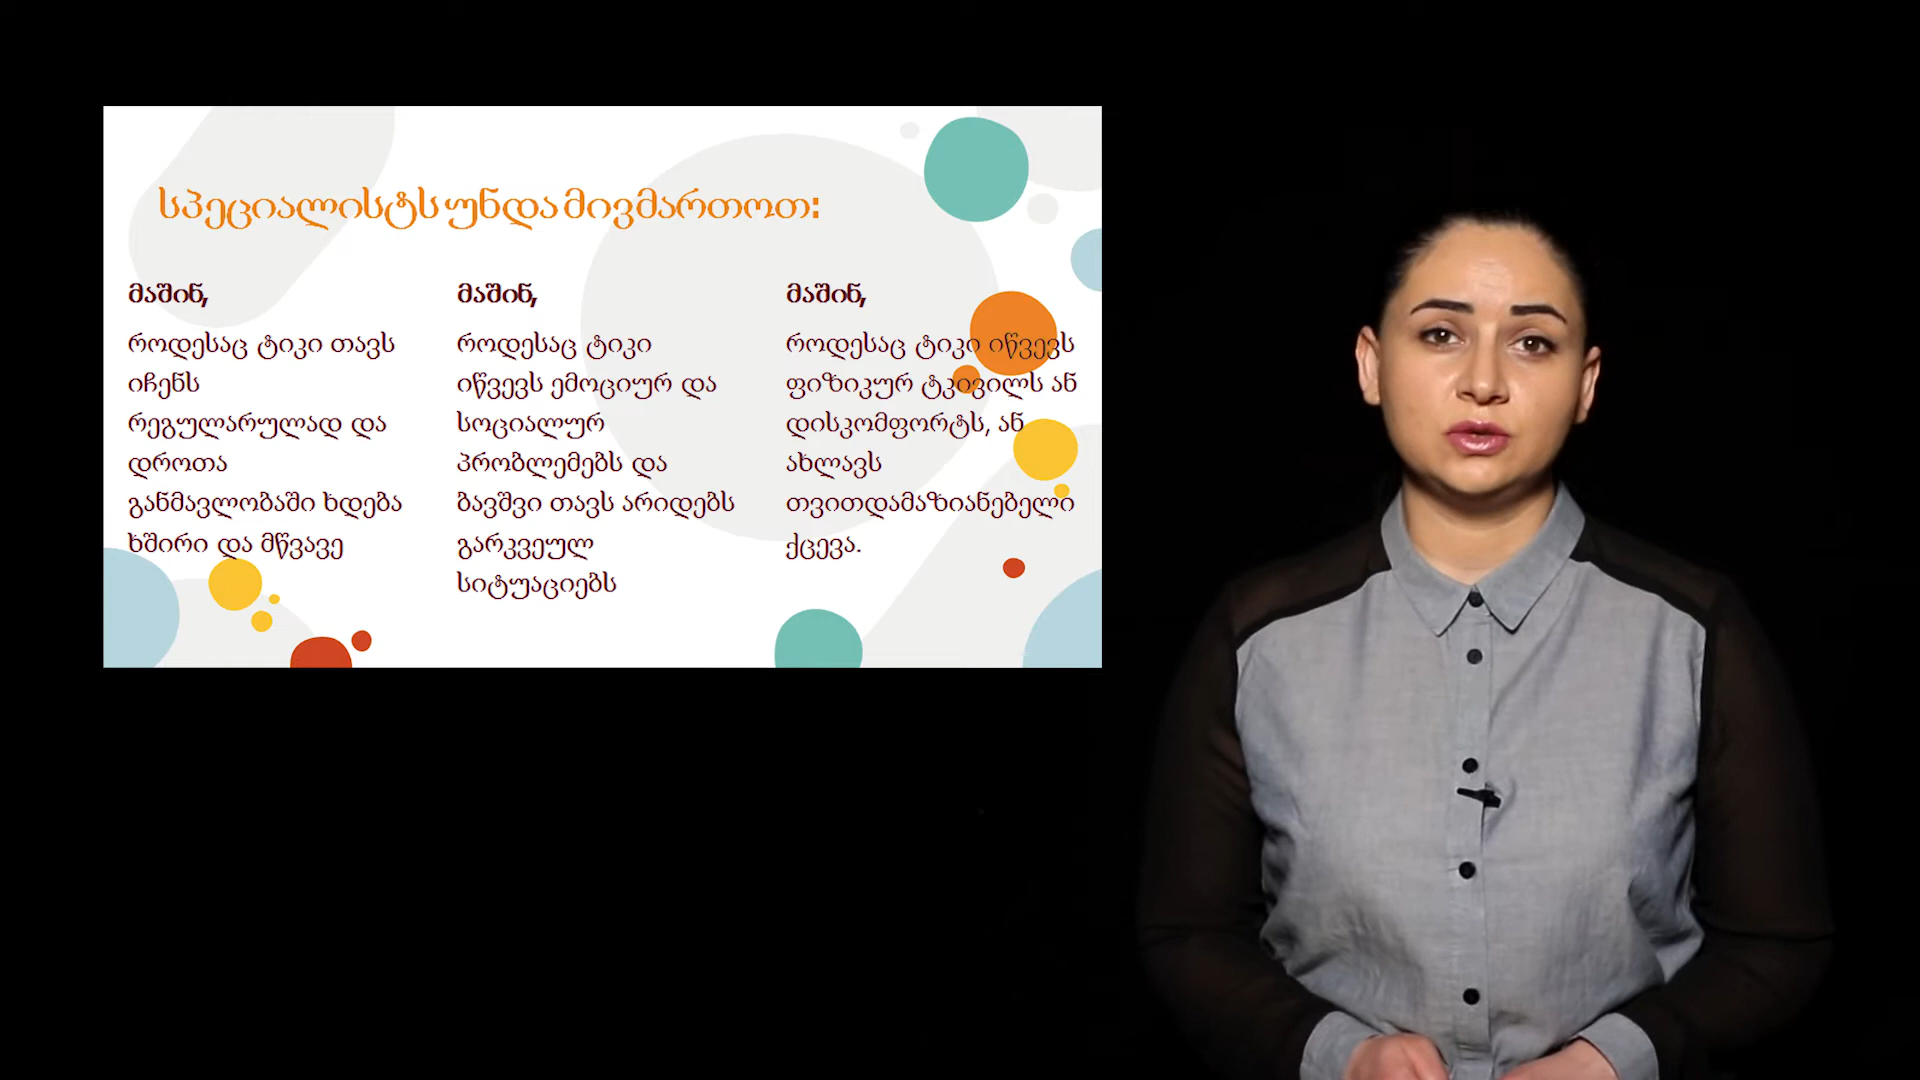 სპეციალისტს უნდა მივმართოთ:
მაშინ,
როდესაც ტიკი თავს
იჩენს
რეგულარულად და
დროთა
განმავლობაში ხდება
ხშირი და მწვავე
მაშინ,
როდესაც ტიკი
იწვევს ემოციურ და
სოციალურ
პრობლემებს და
ბავშვი თავს არიდებს
გარკვეულ
სიტუაციებს
მაშინ,
როდესაც ტიკი იწვევს
ფიზიკურ ტკივილს ან
დისკომფორტს, ან
ახლავს
თვითდამაზიანებელი
ქცევა.